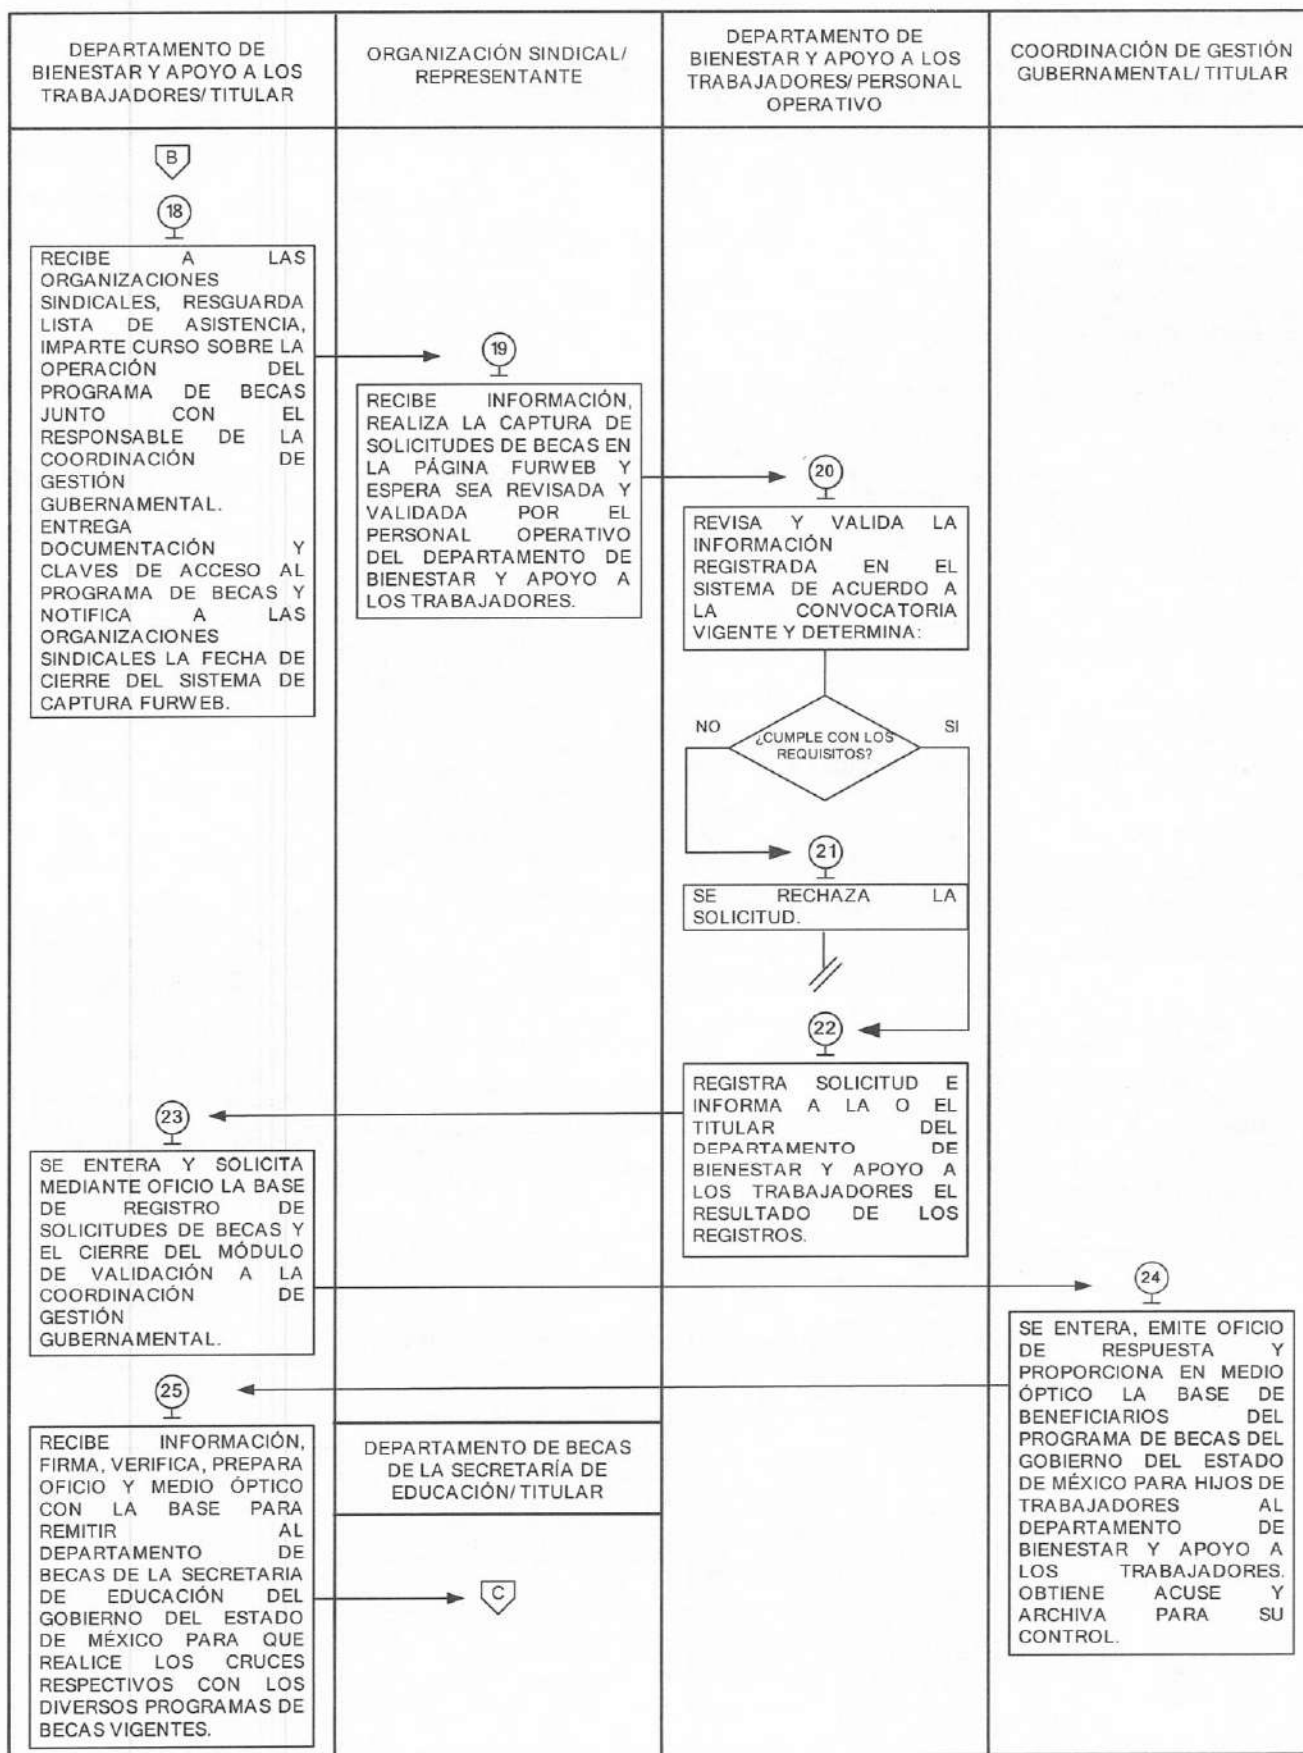 DEPARTAMENTO DE
BIENESTAR Y APOYO A LOS
TRABAJADORES/ TITULAR
ORGANIZACIÓN SINDICAL/
REPRESENTANTE
DEPARTAMENTO DE
BIENESTAR Y APOYO A LOS
TRABAJADORES/ PERSONAL
OPERATIVO
COORDINACIÓN DE GESTIÓN
GUBERNAMENTAL/ TITULAR
B
18
RECIBE A LAS
ORGANIZACIONES
SINDICALES, RESGUARDA
LISTA DE ASISTENCIA,
IMPARTE CURSO SOBRE LA
OPERACIÓN DEL
PROGRAMA DE BECAS
JUNTO CON EL
RESPONSABLE DE LA
COORDINACIÓN DE
GESTIÓN
GUBERNAMENTAL.
ENTREGA
DOCUMENTACIÓN Y
CLAVES DE ACCESO AL
PROGRAMA DE BECAS Y
NOTIFICA A LAS
ORGANIZACIONES
SINDICALES LA FECHA DE
CIERRE DEL SISTEMA DE
CAPTURA FURWEB.
19
RECIBE INFORMACIÓN,
REALIZA LA CAPTURA DE
SOLICITUDES DE BECAS EN
LA PÁGINA FURWEB Y
ESPERA SEA REVISADA Y
VALIDADA POR EL
PERSONAL OPERATIVO
DEL DEPARTAMENTO DE
BIENESTAR Y APOYO A
LOS TRABAJADORES.
20
REVISA Y VALIDA LA
INFORMACIÓN
REGISTRADA EN EL
SISTEMA DE ACUERDO A
LA CONVOCATORIA
VIGENTE Y DETERMINA:
NO
¿CUMPLE CON LOS
REQUISITOS?
SI
21
SE RECHAZA LA
SOLICITUD.
22
REGISTRA SOLICITUD E
INFORMA A LA O EL
TITULAR DEL
DEPARTAMENTO DE
BIENESTAR Y APOYO A
LOS TRABAJADORES EL
RESULTADO DE LOS
REGISTROS.
23
SE ENTERA Y SOLICITA
MEDIANTE OFICIO LA BASE
DE REGISTRO DE
SOLICITUDES DE BECAS Y
EL CIERRE DEL MÓDULO
DE VALIDACIÓN A LA
COORDINACIÓN DE
GESTIÓN
GUBERNAMENTAL.
24
SE ENTERA, EMITE OFICIO
DE RESPUESTA Y
PROPORCIONA EN MEDIO
ÓPTICO LA BASE DE
BENEFICIARIOS DEL
PROGRAMA DE BECAS DEL
GOBIERNO DEL ESTADO
DE MÉXICO PARA HIJOS DE
TRABAJADORES AL
DEPARTAMENTO DE
BIENESTAR Y APOYO A
LOS TRABAJADORES.
OBTIENE ACUSE Y
ARCHIVA PARA SU
CONTROL.
25
RECIBE INFORMACIÓN,
FIRMA, VERIFICA, PREPARA
OFICIO Y MEDIO ÓPTICO
CON LA BASE PARA
REMITIR AL
DEPARTAMENTO DE
BECAS DE LA SECRETARIA
DE EDUCACIÓN DEL
GOBIERNO DEL ESTADO
DE MÉXICO PARA QUE
REALICE LOS CRUCES
RESPECTIVOS CON LOS
DIVERSOS PROGRAMAS DE
BECAS VIGENTES.
DEPARTAMENTO DE BECAS
DE LA SECRETARÍA DE
EDUCACIÓN/ TITULAR
C